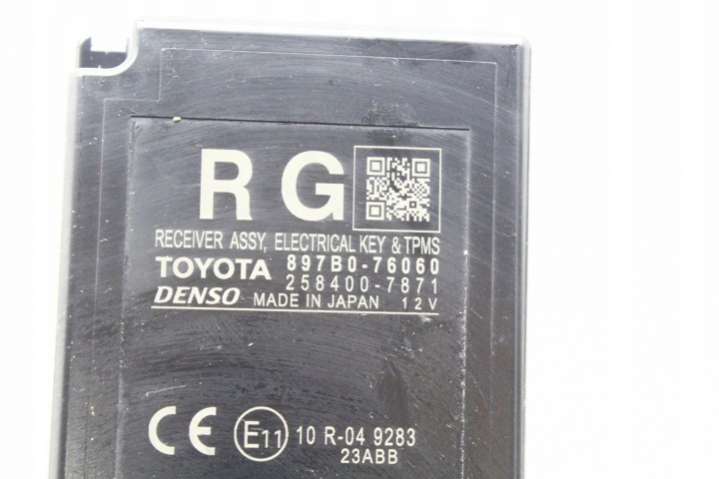 R G
RECEIVER ASSY, ELECTRICAL KEY & TPMS
TOYOTA 897B0-76060
258400-7871
DENSO MADE IN JAPAN 12V
CE E11 10 R-04 9283
23ABB